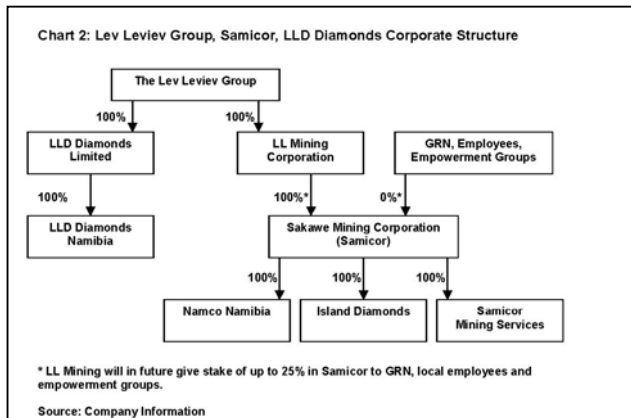 Chart 2: Lev Leviev Group, Samicor, LLD Diamonds Corporate Structure
The Lev Leviev Group
100%
100%
LLD Diamonds
Limited
LL Mining
Corporation
GRN, Employees,
Empowerment Groups
100%
100%*
0%*
LLD Diamonds
Namibia
Sakawe Mining Corporation
(Samicor)
100%
100%
100%
Namco Namibia
Island Diamonds
Samicor
Mining Services
* LL Mining will in future give stake of up to 25% in Samicor to GRN, local employees and
empowerment groups.
Source: Company Information